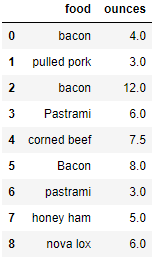 food ounces
0 bacon 4.0
1 pulled pork 3.0
2 bacon 12.0
3 Pastrami 6.0
4 corned beef 7.5
5 Bacon 8.0
6 pastrami 3.0
7 honey ham 5.0
8 nova lox 6.0